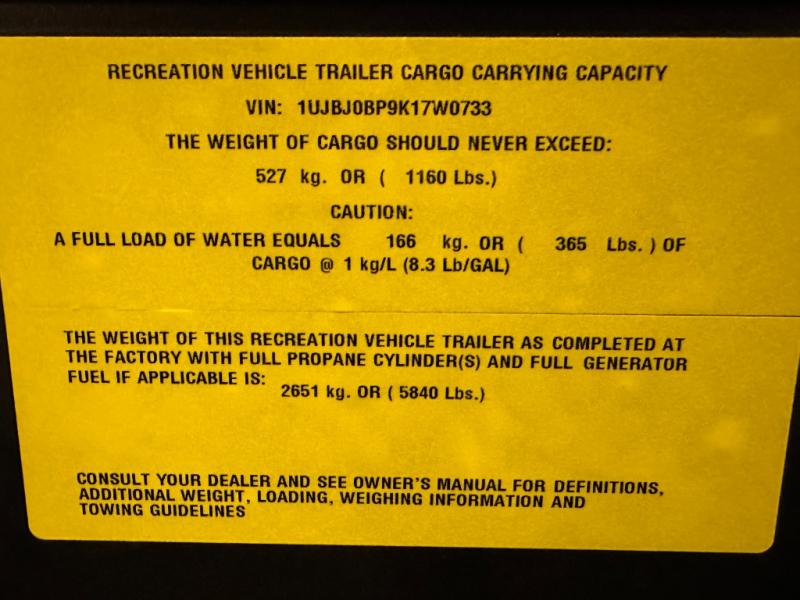 RECREATION VEHICLE TRAILER CARGO CARRYING CAPACITY
VIN: 1UJBJ0BP9K17W0733
THE WEIGHT OF CARGO SHOULD NEVER EXCEED:
527 kg. OR ( 1160 Lbs.)
CAUTION:
A FULL LOAD OF WATER EQUALS 166 kg. OR ( 365 Lbs. ) OF
CARGO @ 1 kg/L (8.3 Lb/GAL)
THE WEIGHT OF THIS RECREATION VEHICLE TRAILER AS COMPLETED AT
THE FACTORY WITH FULL PROPANE CYLINDER(S) AND FULL GENERATOR
FUEL IF APPLICABLE IS:
2651 kg. OR ( 5840 Lbs.)
CONSULT YOUR DEALER AND SEE OWNER'S MANUAL FOR DEFINITIONS,
ADDITIONAL WEIGHT, LOADING, WEIGHING INFORMATION AND
TOWING GUIDELINES